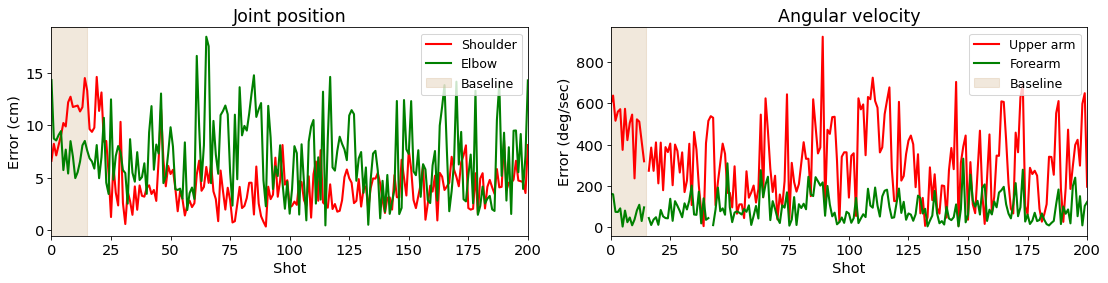 Joint position
Error (cm)
15
10
5
0
Shoulder
Elbow
Baseline
0 25 50 75 100 125 150 175 200
Shot
Angular velocity
Error (deg/sec)
800
600
400
200
0
Upper arm
Forearm
Baseline
0 25 50 75 100 125 150 175 200
Shot